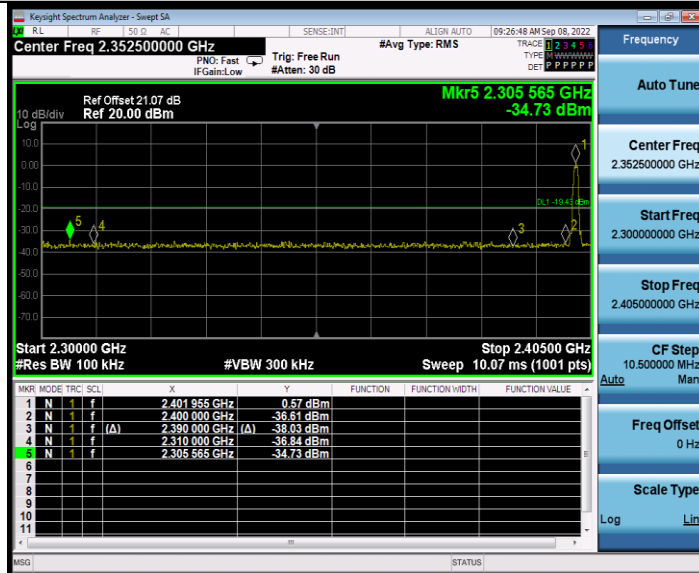 Keysight Spectrum Analyzer - Swept SA
RL RF 50 Ω AC SENSE:INT ALIGN AUTO 09:26:48 AM Sep 08, 2022
Center Freq 2.352500000 GHz #Avg Type: RMS TRACE 1 2 3 4 5 6
PNO: Fast Trig: Free Run TYPE M WWWWW
IFGain:Low #Atten: 30 dB DET P P P P P P
Frequency
Auto Tune
Center Freq
2.352500000 GHz
Start Freq
2.300000000 GHz
Stop Freq
2.405000000 GHz
CF Step
10.500000 MHz
Auto Man
Freq Offset
0 Hz
Scale Type
Log Lin
Mkr5 2.305 565 GHz
-34.73 dBm
Ref Offset 21.07 dB
10 dB/div Ref 20.00 dBm
Log
10.0
0.00
-10.0
-20.0
-30.0
-40.0
-50.0
-60.0
-70.0
1
DL1 -19.43 dBm
5 4 3 2
Start 2.30000 GHz Stop 2.40500 GHz
#Res BW 100 kHz #VBW 300 kHz Sweep 10.07 ms (1001 pts)
MKR MODE TRC SCL X Y FUNCTION FUNCTION WIDTH FUNCTION VALUE
1 N 1 f 2.401 955 GHz 0.57 dBm
2 N 1 f 2.400 000 GHz -36.61 dBm
3 N 1 f (Δ) 2.390 000 GHz (Δ) -38.03 dBm
4 N 1 f 2.310 000 GHz -36.84 dBm
5 N 1 f 2.305 565 GHz -34.73 dBm
6
7
8
9
10
11
MSG STATUS